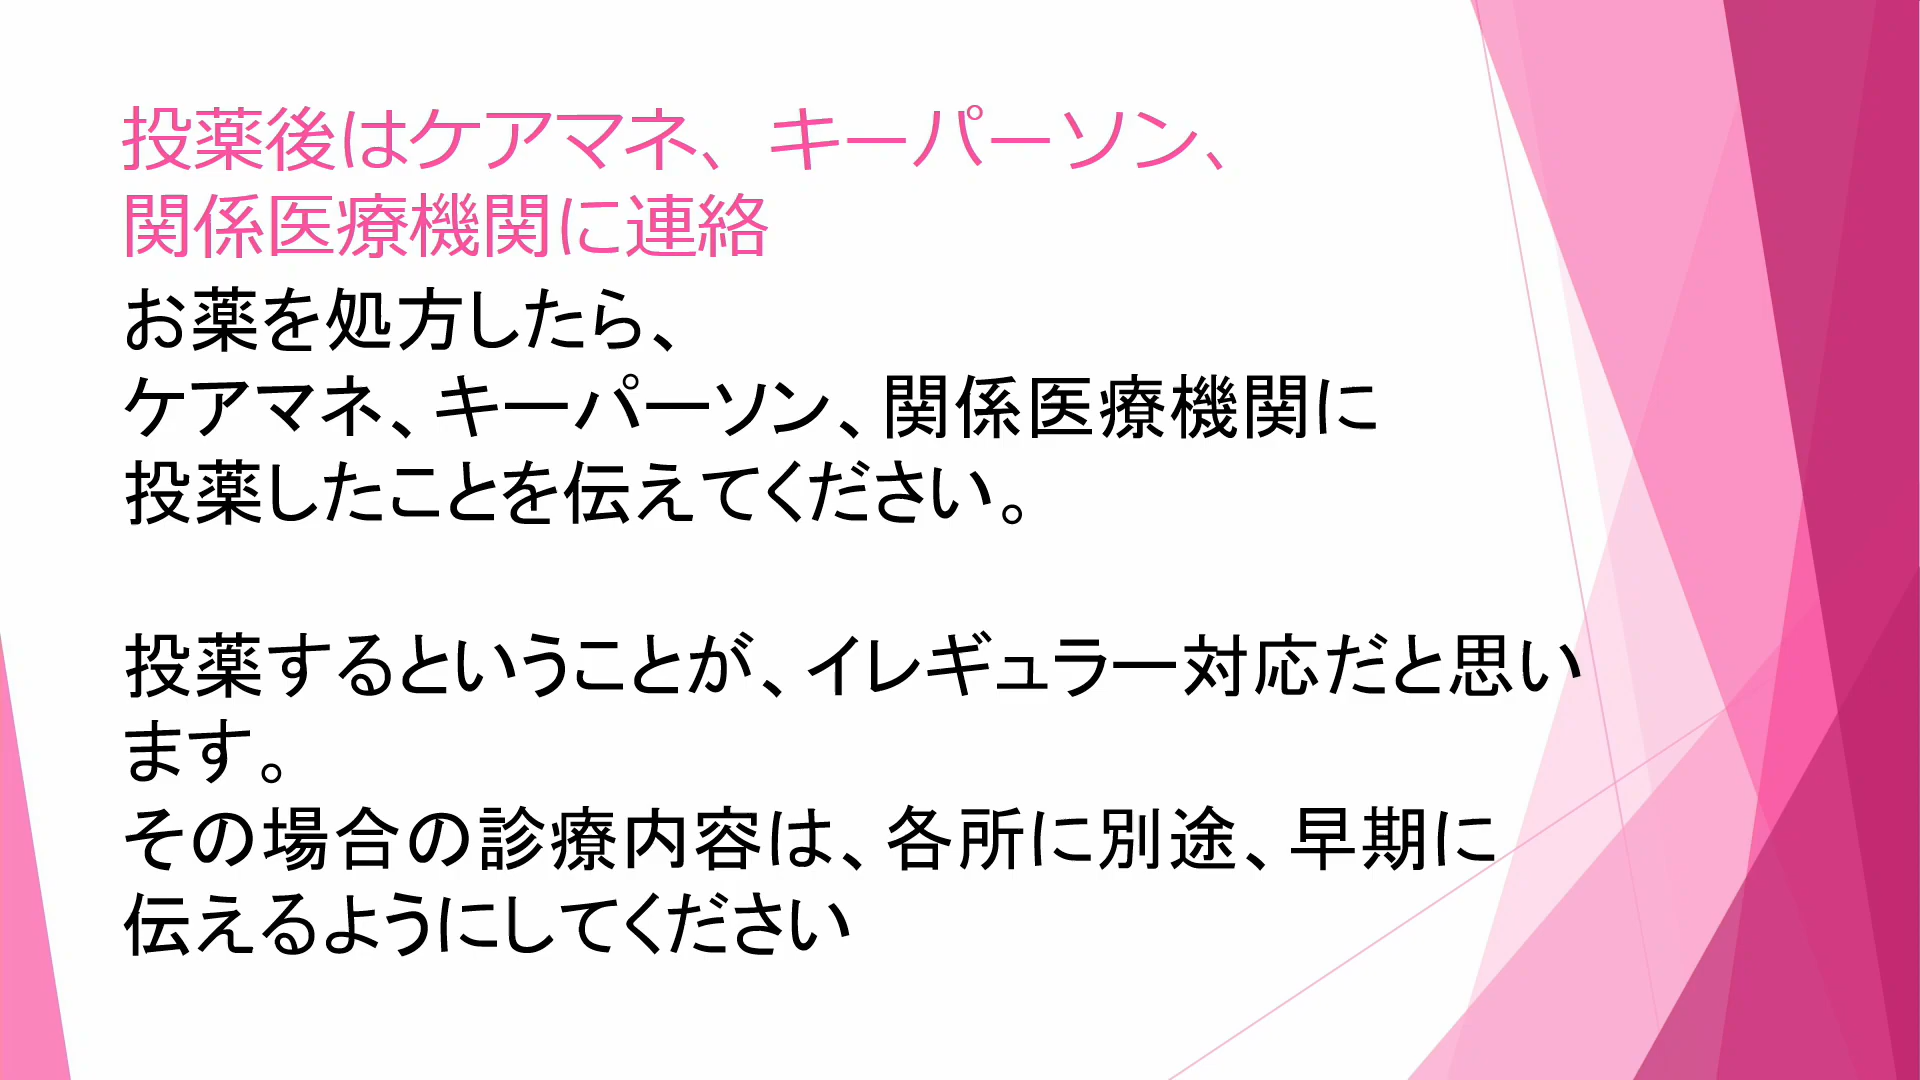 投薬後はケアマネ、キーパーソン、
関係医療機関に連絡
お薬を処方したら、
ケアマネ、キーパーソン、関係医療機関に
投薬したことを伝えてください。
投薬するということが、イレギュラー対応だと思い
ます。
その場合の診療内容は、各所に別途、早期に
伝えるようにしてください